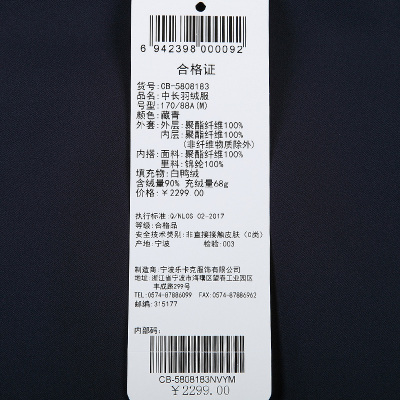 6 942398 000092
合格证
货号:CB-5808183
品名:中长羽绒服
号型:170/88A(M)
颜色:藏青
外套:外层:聚酯纤维100%
内层:聚酯纤维100%
(非纤维物质除外)
内搭:面料:聚酯纤维100%
里料:锦纶100%
填充物:白鸭绒
含绒量90% 充绒量68g
价格:￥2299.00
执行标准:Q/NLOS 02-2017
等级:合格品
安全技术类别:非直接接触皮肤(C类)
产地:宁波 检验:003
制造商:宁波乐卡克服饰有限公司
地址:浙江省宁波市海曙区望春工业园区
丰成路299号
TEL:0574-87886099 FAX:0574-87886962
邮编:315177
内部码:
CB-5808183NVYM
￥2299.00